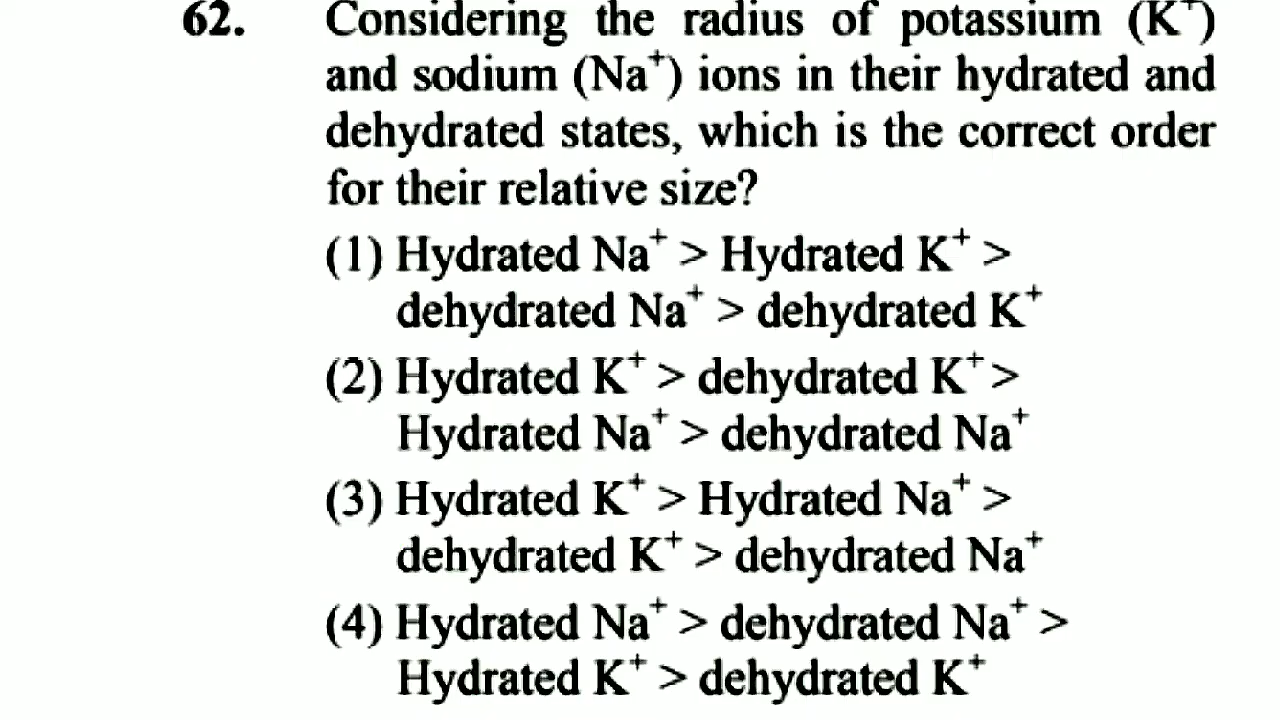 62. Considering the radius of potassium (K⁺)
and sodium (Na⁺) ions in their hydrated and
dehydrated states, which is the correct order
for their relative size?
(1) Hydrated Na⁺ > Hydrated K⁺ >
dehydrated Na⁺ > dehydrated K⁺
(2) Hydrated K⁺ > dehydrated K⁺ >
Hydrated Na⁺ > dehydrated Na⁺
(3) Hydrated K⁺ > Hydrated Na⁺ >
dehydrated K⁺ > dehydrated Na⁺
(4) Hydrated Na⁺ > dehydrated Na⁺ >
Hydrated K⁺ > dehydrated K⁺